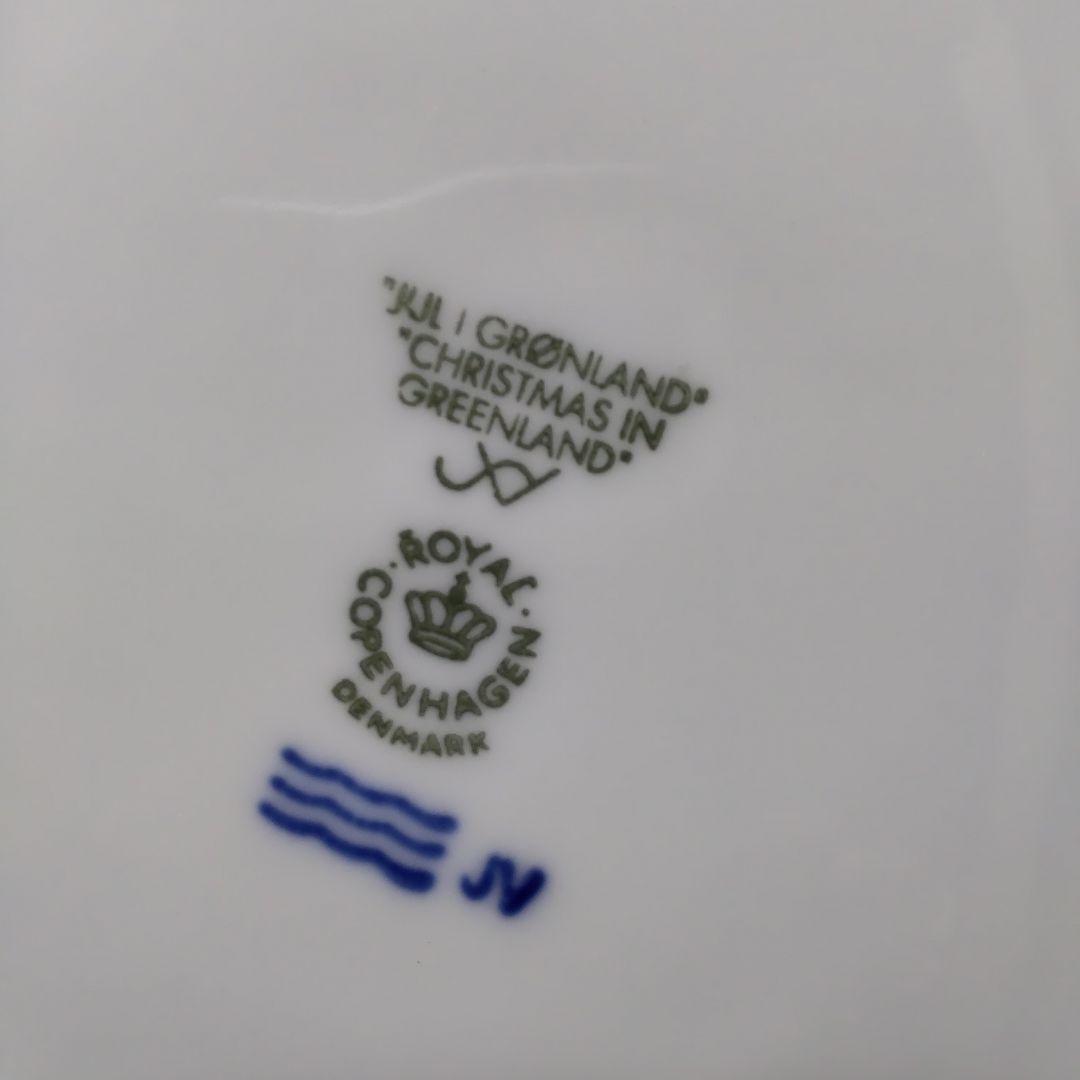 "JUL I GRØNLAND"
"CHRISTMAS IN
GREENLAND"
ROYAL
COPENHAGEN
DENMARK
JV